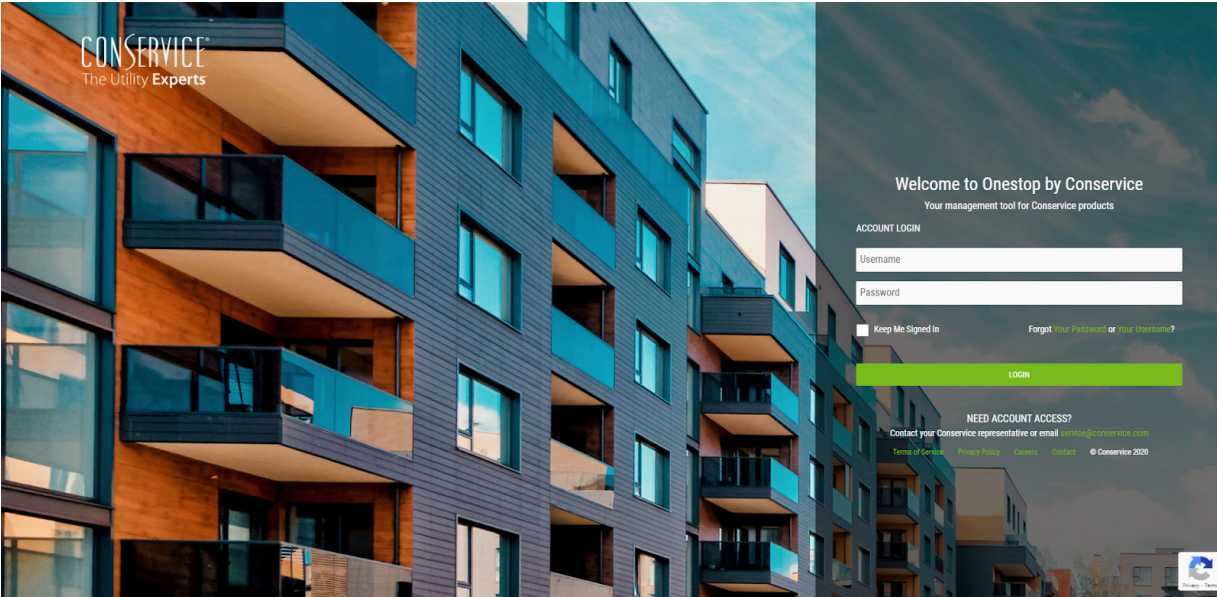 CONSERVICE®
The Utility Experts
Welcome to Onestop by Conservice
Your management tool for Conservice products
ACCOUNT LOGIN
Username
Password
Keep Me Signed In
Forgot Your Password or Your Username?
LOGIN
NEED ACCOUNT ACCESS?
Contact your Conservice representative or email service@conservice.com
Terms of Service Privacy Policy Careers Contact © Conservice 2020
Privacy - Terms